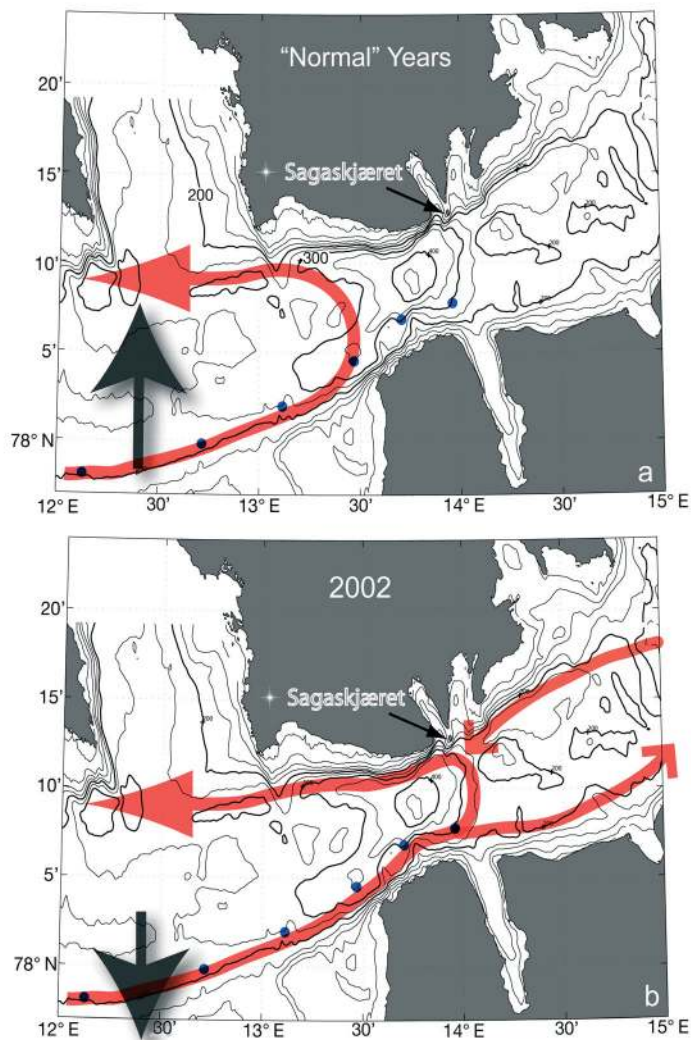 “Normal” Years
20'
15'
Sagaskjæret
200
10'
300
5'
78° N
a
12° E
30'
13° E
30'
14° E
30'
15° E
2002
20'
15'
Sagaskjæret
10'
5'
78° N
b
12° E
30'
13° E
30'
14° E
30'
15° E